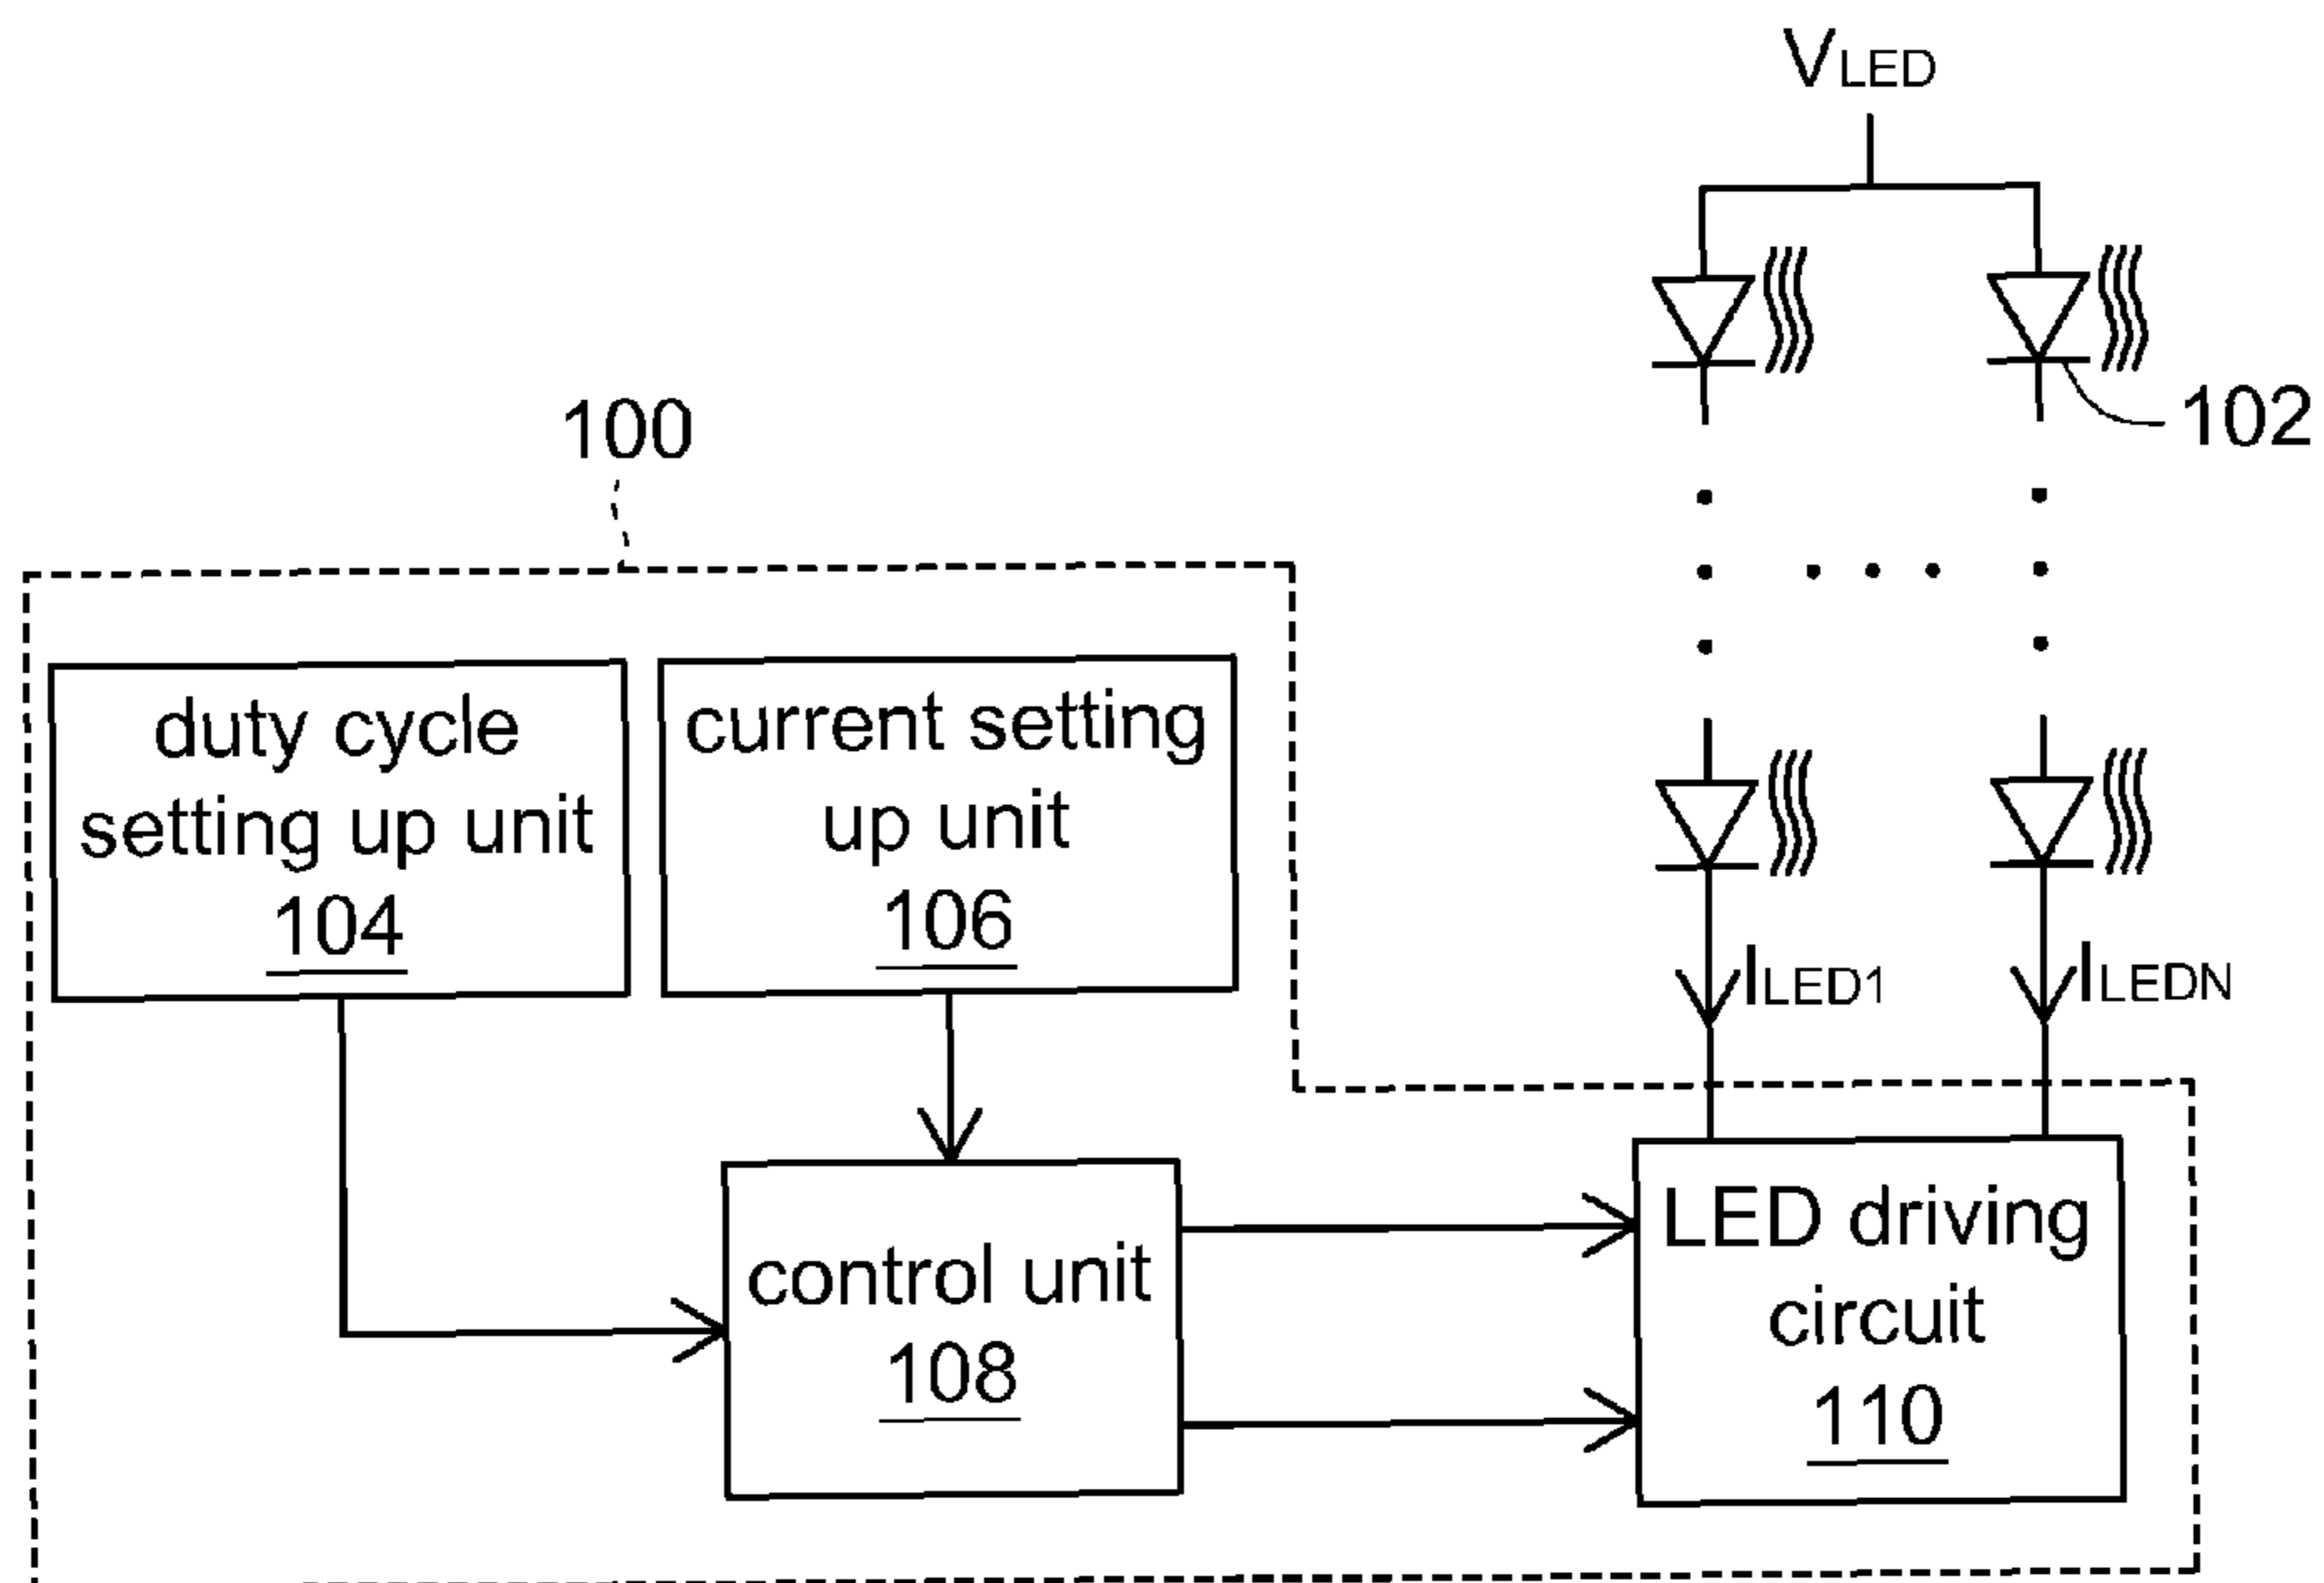 VLED
102
100
duty cycle
setting up unit
104
current setting
up unit
106
ILED1
ILEDN
control unit
108
LED driving
circuit
110